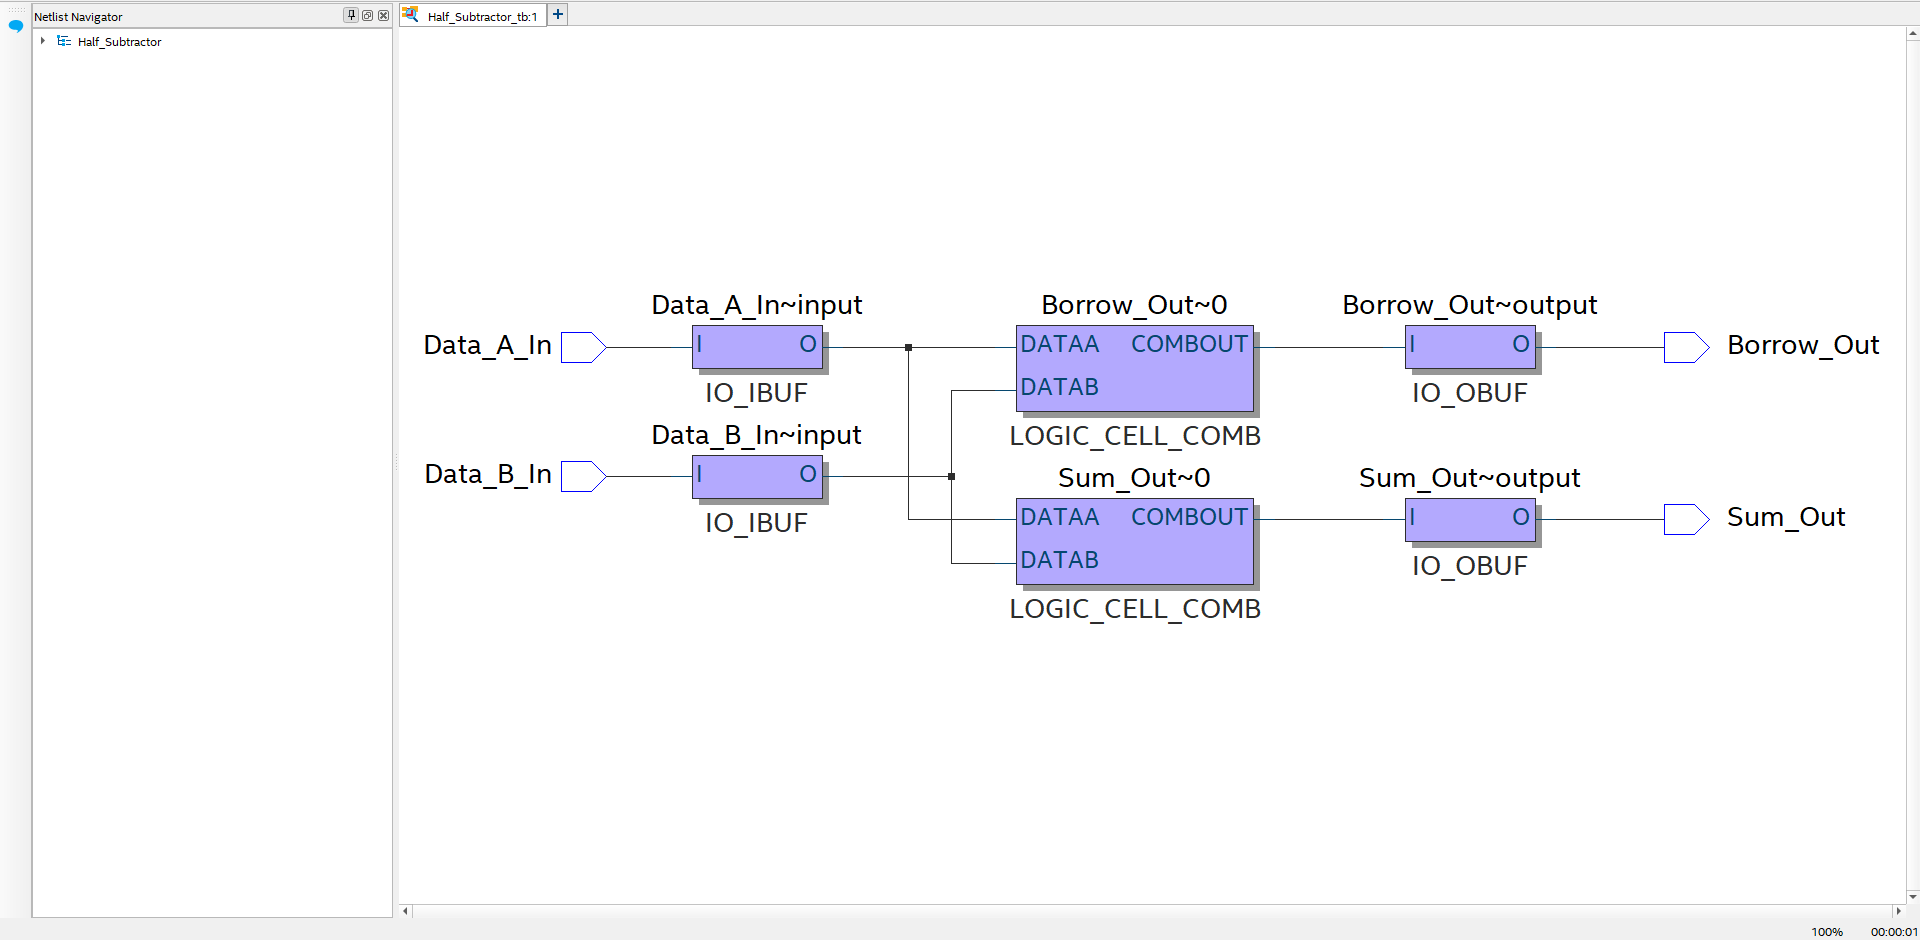 Netlist Navigator
Half_Subtractor_tb:1
Half_Subtractor
Data_A_In~input
Borrow_Out~0
Borrow_Out~output
Data_A_In
I O
DATAA COMBOUT
I O
Borrow_Out
DATAB
IO_IBUF
IO_OBUF
Data_B_In~input
LOGIC_CELL_COMB
Data_B_In
I O
Sum_Out~0
Sum_Out~output
IO_IBUF
DATAA COMBOUT
I O
Sum_Out
DATAB
IO_OBUF
LOGIC_CELL_COMB
100% 00:00:01